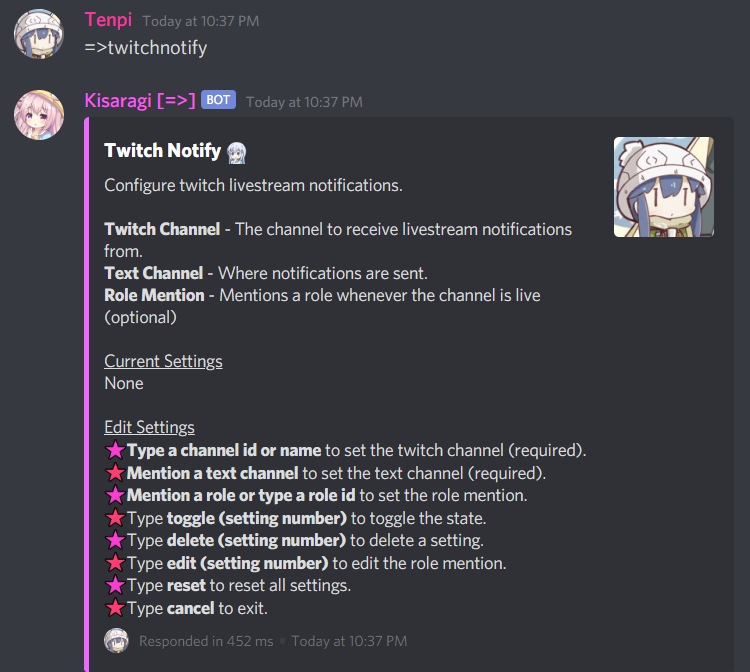 Tenpi Today at 10:37 PM
=>twitchnotify
Kisaragi [=>] BOT Today at 10:37 PM
Twitch Notify
Configure twitch livestream notifications.
Twitch Channel - The channel to receive livestream notifications
from.
Text Channel - Where notifications are sent.
Role Mention - Mentions a role whenever the channel is live
(optional)
Current Settings
None
Edit Settings
Type a channel id or name to set the twitch channel (required).
Mention a text channel to set the text channel (required).
Mention a role or type a role id to set the role mention.
Type toggle (setting number) to toggle the state.
Type delete (setting number) to delete a setting.
Type edit (setting number) to edit the role mention.
Type reset to reset all settings.
Type cancel to exit.
Responded in 452 ms • Today at 10:37 PM